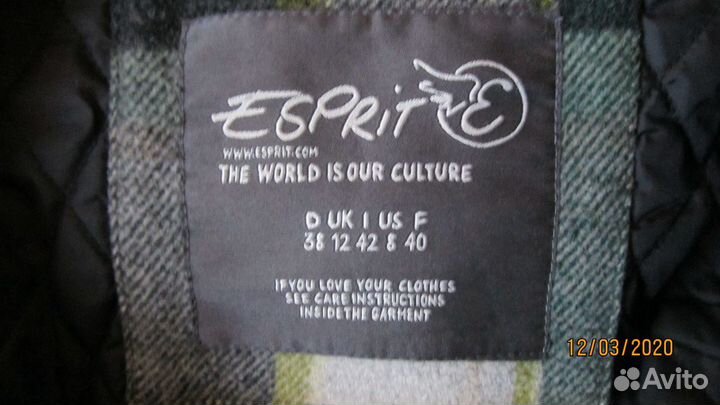 ESPRIT E
WWW.ESPRIT.COM
THE WORLD IS OUR CULTURE
D UK I US F
38 12 42 8 40
IF YOU LOVE YOUR CLOTHES
SEE CARE INSTRUCTIONS
INSIDE THE GARMENT
12/03/2020
Avito